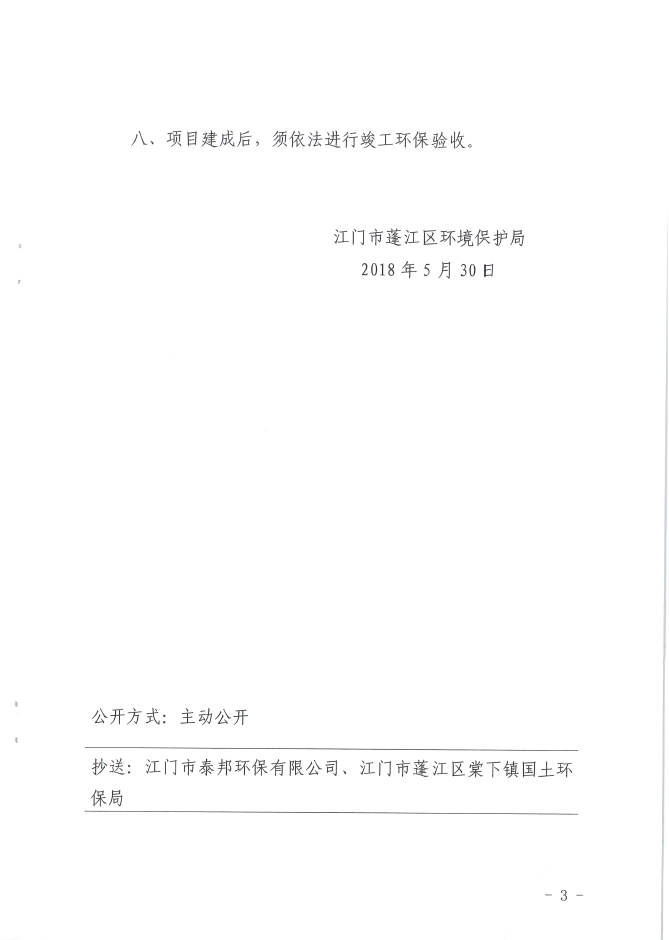 八、项目建成后，须依法进行竣工环保验收。
江门市蓬江区环境保护局
2018年5月30日
公开方式：主动公开
抄送：江门市泰邦环保有限公司、江门市蓬江区棠下镇国土环
保局
- 3 -